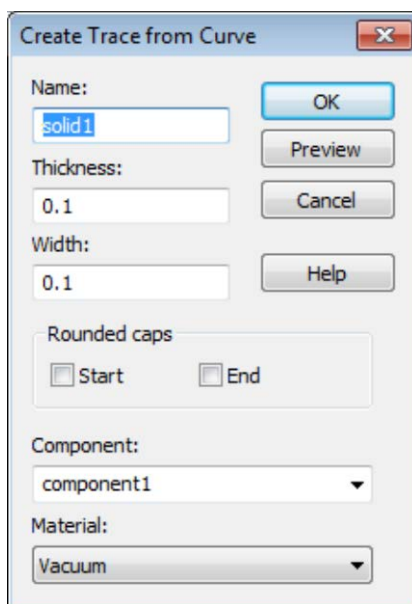 Create Trace from Curve
Name:
solid1
OK
Preview
Thickness:
0.1
Cancel
Width:
0.1
Help
Rounded caps
Start
End
Component:
component1
Material:
Vacuum